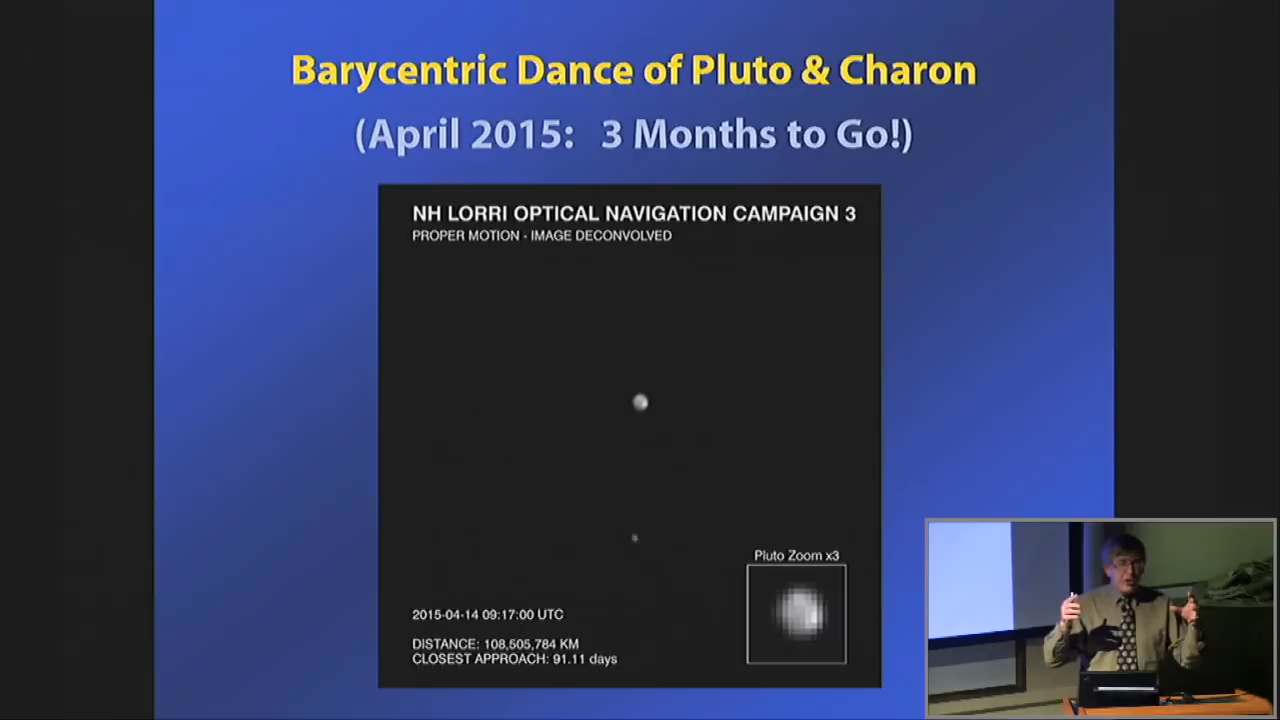 Barycentric Dance of Pluto & Charon
(April 2015: 3 Months to Go!)
NH LORRI OPTICAL NAVIGATION CAMPAIGN 3
PROPER MOTION - IMAGE DECONVOLVED
Pluto Zoom x3
2015-04-14 09:17:00 UTC
DISTANCE: 108,505,784 KM
CLOSEST APPROACH: 91.11 days